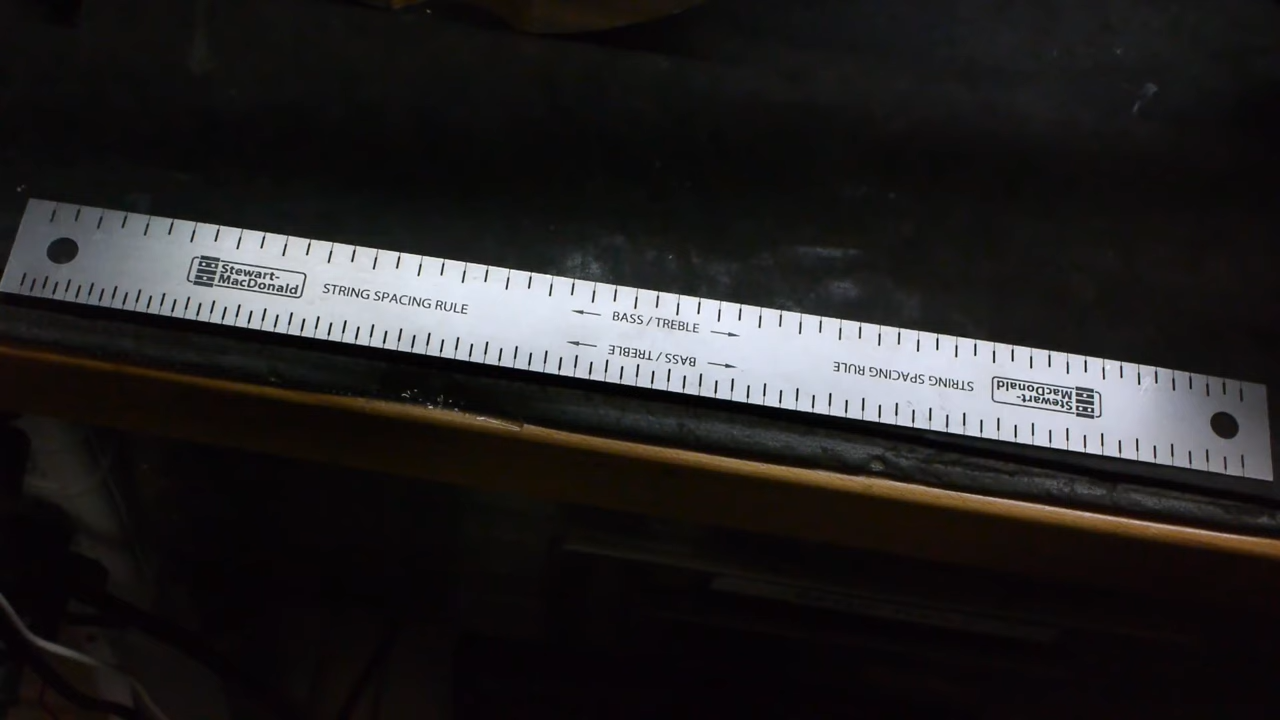 Stewart-
MacDonald
STRING SPACING RULE
BASS / TREBLE
BASS / TREBLE
STRING SPACING RULE
Stewart-
MacDonald